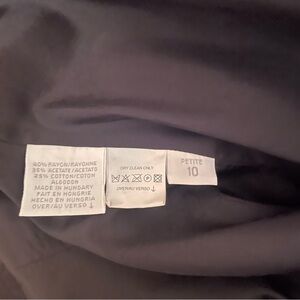 40% RAYON/RAYONNE
35% ACETATE/ACETATO
25% COTTON/COTON
ALGODON
MADE IN HUNGARY
FAIT EN HONGRIE
HECHO EN HUNGRIA
OVER/AU VERSO ↓
DRY CLEAN ONLY
OVER/AU VERSO ↓
PETITE
10